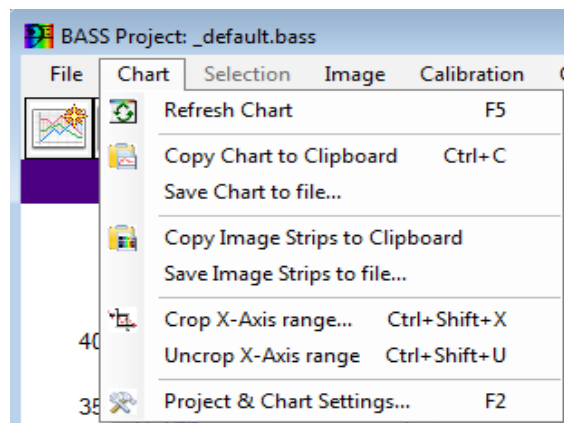 BASS Project: _default.bass
File Chart Selection Image Calibration
Refresh Chart F5
Copy Chart to Clipboard Ctrl+C
Save Chart to file...
Copy Image Strips to Clipboard
Save Image Strips to file...
Crop X-Axis range... Ctrl+Shift+X
40
Uncrop X-Axis range Ctrl+Shift+U
35
Project & Chart Settings... F2